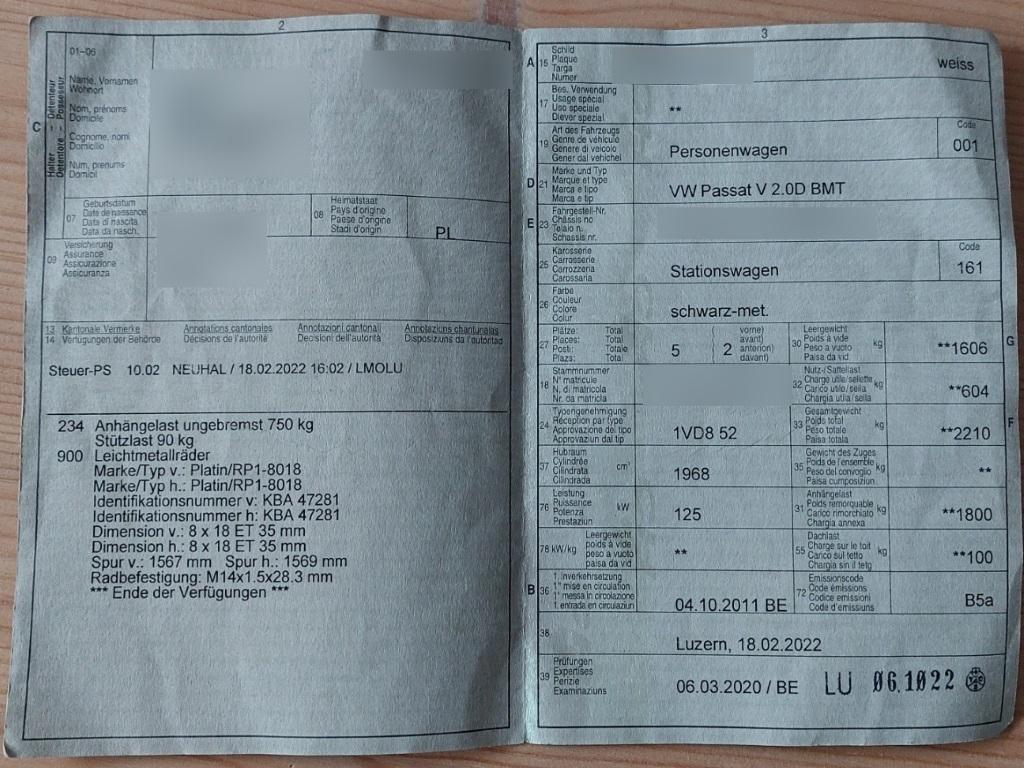 2
01-06
C
Halter
Détenteur
Detentore
Possesseur
Name, Vornamen
Wohnort
Nom, prénoms
Domicile
Cognome, nomi
Domicilio
Num, prenums
Domicil
07
Geburtsdatum
Date de naissance
Data di nascita
Data da nasch.
08
Heimatstaat
Pays d'origine
Paese d'origine
Stadi d'origin
PL
09
Versicherung
Assurance
Assicurazione
Assicuranza
13 Kantonale Vermerke Annotations cantonales Annotazioni cantonali Annotaziuns chantunalas
14 Verfügungen der Behörde Décisions de l'autorité Decisioni dell'autorità Disposiziuns da l'autoritad
Steuer-PS 10.02 NEUHAL / 18.02.2022 16:02 / LMOLU
234 Anhängelast ungebremst 750 kg
Stützlast 90 kg
900 Leichtmetallräder
Marke/Typ v.: Platin/RP1-8018
Marke/Typ h.: Platin/RP1-8018
Identifikationsnummer v: KBA 47281
Identifikationsnummer h: KBA 47281
Dimension v.: 8 x 18 ET 35 mm
Dimension h.: 8 x 18 ET 35 mm
Spur v.: 1567 mm Spur h.: 1569 mm
Radbefestigung: M14x1.5x28.3 mm
*** Ende der Verfügungen ***
3
A 15
Schild
Plaque
Targa
Numer
weiss
17
Bes. Verwendung
Usage spécial
Uso speciale
Diever spezial
**
19
Art des Fahrzeugs
Genre de véhicule
Genere di veicolo
Gener dal vehichel
Personenwagen
Code
001
D 21
Marke und Typ
Marque et type
Marca e tipo
Marca e tip
VW Passat V 2.0D BMT
E 23
Fahrgestell-Nr.
Châssis no
Telaio n.
Schassis nr.
25
Karosserie
Carrosserie
Carrozzeria
Carossaria
Stationswagen
Code
161
26
Farbe
Couleur
Colore
Colur
schwarz-met.
27
Plätze: Total
Places: Total
Posti: Totale
Plazs: Total
5
2
vorne)
avant)
anteriori)
davant)
30
Leergewicht
Poids à vide
Peso a vuoto
Paisa da vid
kg
**1606
G
18
Stammnummer
N° matricule
N. di matricola
Nr. da matricla
32
Nutz-/Sattellast
Charge utile/sellette
Carico utile/sella
Chargia utila/sella
kg
**604
24
Typengenehmigung
Réception par type
Approvazione del tipo
Approvaziun dal tip
1VD8 52
33
Gesamtgewicht
Poids total
Peso totale
Paisa totala
kg
**2210
F
37
Hubraum
Cylindrée
Cilindrata
Cilindrada
cm³
1968
35
Gewicht des Zuges
Poids de l'ensemble
Peso del convoglio
Paisa cumposiziun
kg
**
76
Leistung
Puissance
Potenza
Prestaziun
kW
125
31
Anhängelast
Poids remorquable
Carico rimorchiato
Chargia annexa
kg
**1800
78 kW/kg
Leergewicht
poids à vide
peso a vuoto
paisa da vid
**
55
Dachlast
Charge sur le toit
Carico sul tetto
Chargia sin il tetg
kg
**100
B 36
1. Inverkehrsetzung
1re mise en circulation
1a messa in circolazione
1. entrada en circulaziun
04.10.2011 BE
72
Emissionscode
Code émissions
Codice emissioni
Code d'emissiuns
B5a
38
Luzern, 18.02.2022
39
Prüfungen
Expertises
Perizie
Examinaziuns
06.03.2020 / BE LU 06.1022